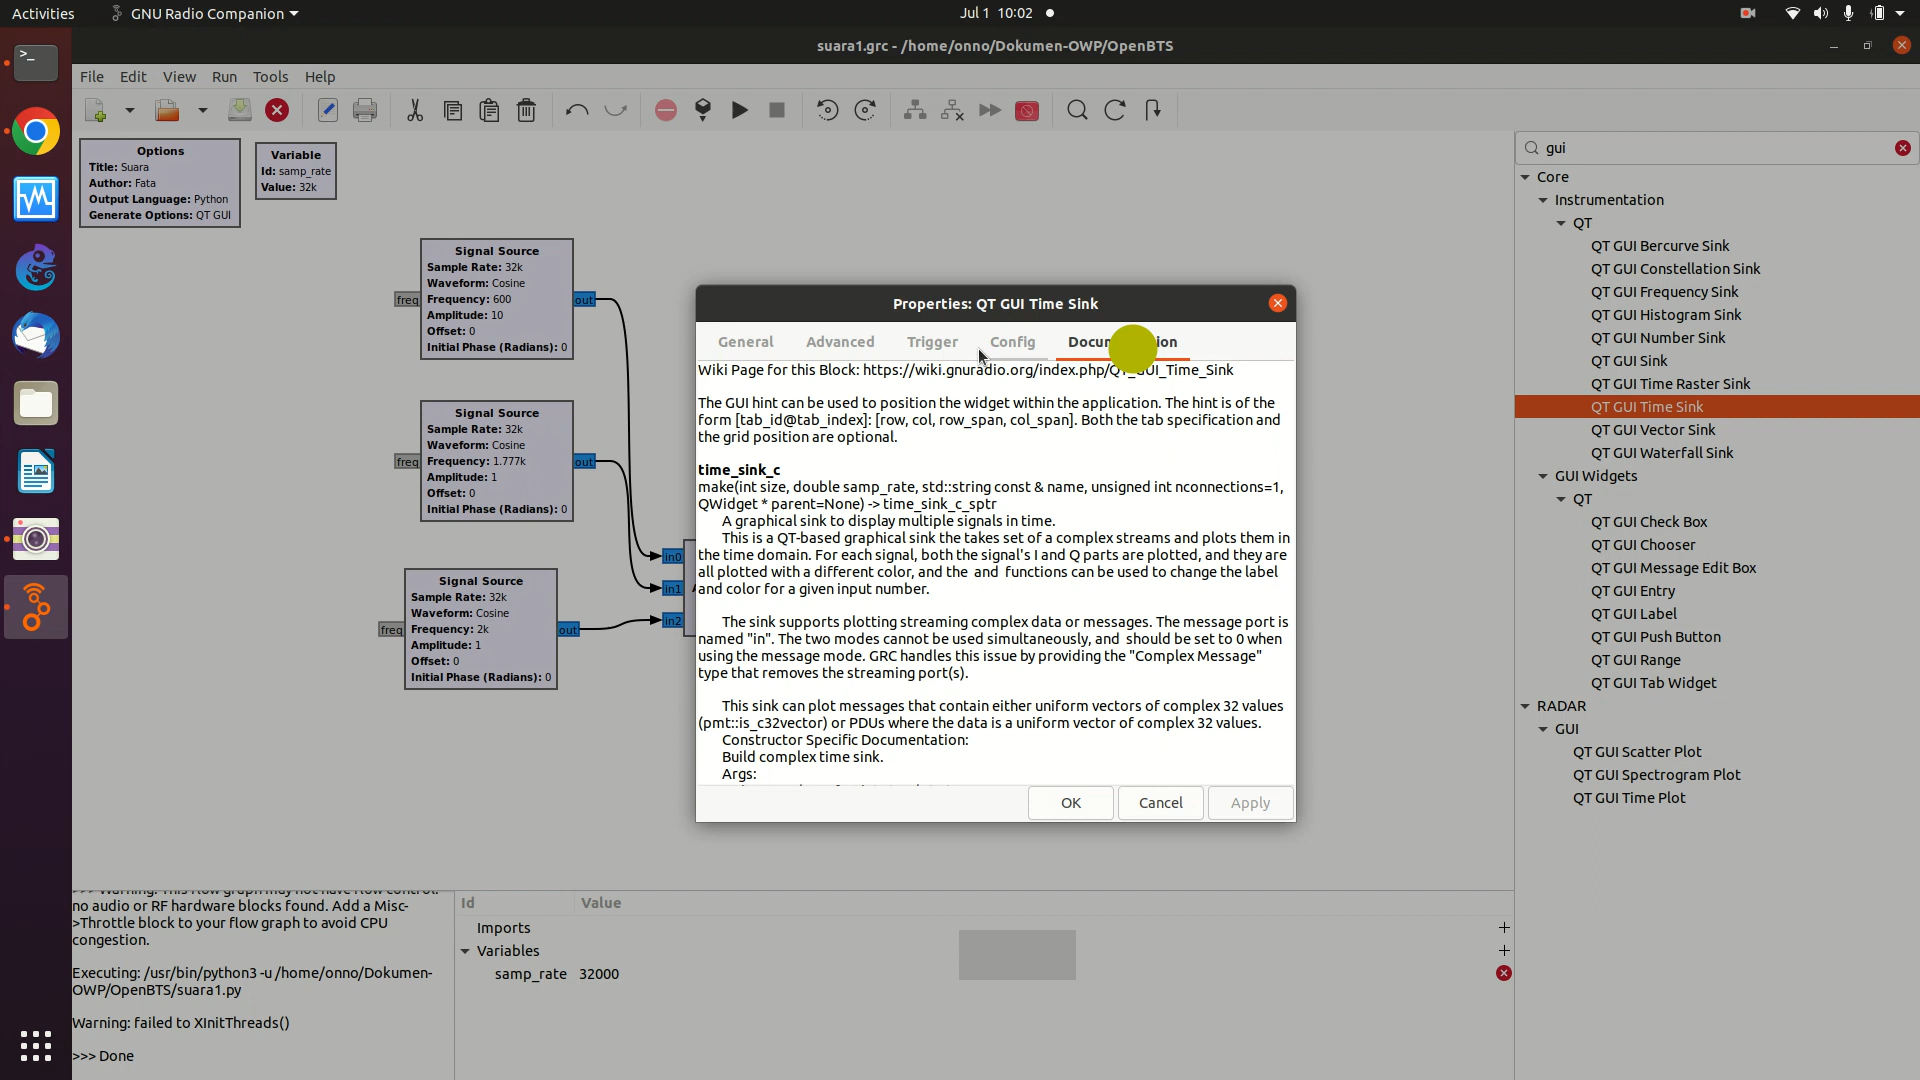 Activities
GNU Radio Companion
Jul 1 10:02
suara1.grc - /home/onno/Dokumen-OWP/OpenBTS
File Edit View Run Tools Help
Options
Title: Suara
Author: Fata
Output Language: Python
Generate Options: QT GUI
Variable
Id: samp_rate
Value: 32k
Signal Source
Sample Rate: 32k
Waveform: Cosine
Frequency: 600
Amplitude: 10
Offset: 0
Initial Phase (Radians): 0
freq
out
Signal Source
Sample Rate: 32k
Waveform: Cosine
Frequency: 1.777k
Amplitude: 1
Offset: 0
Initial Phase (Radians): 0
freq
out
Signal Source
Sample Rate: 32k
Waveform: Cosine
Frequency: 2k
Amplitude: 1
Offset: 0
Initial Phase (Radians): 0
freq
out
in0
in1
in2
Properties: QT GUI Time Sink
General Advanced Trigger Config
Wiki Page for this Block: https://wiki.gnuradio.org/index.php/QT_GUI_Time_Sink
The GUI hint can be used to position the widget within the application. The hint is of the
form [tab_id@tab_index]: [row, col, row_span, col_span]. Both the tab specification and
the grid position are optional.
time_sink_c
make(int size, double samp_rate, std::string const & name, unsigned int nconnections=1,
QWidget * parent=None) -> time_sink_c_sptr
A graphical sink to display multiple signals in time.
This is a QT-based graphical sink the takes set of a complex streams and plots them in
the time domain. For each signal, both the signal's I and Q parts are plotted, and they are
all plotted with a different color, and the and functions can be used to change the label
and color for a given input number.
The sink supports plotting streaming complex data or messages. The message port is
named "in". The two modes cannot be used simultaneously, and should be set to 0 when
using the message mode. GRC handles this issue by providing the "Complex Message"
type that removes the streaming port(s).
This sink can plot messages that contain either uniform vectors of complex 32 values
(pmt::is_c32vector) or PDUs where the data is a uniform vector of complex 32 values.
Constructor Specific Documentation:
Build complex time sink.
Args:
OK Cancel Apply
gui
Core
Instrumentation
QT
QT GUI Bercurve Sink
QT GUI Constellation Sink
QT GUI Frequency Sink
QT GUI Histogram Sink
QT GUI Number Sink
QT GUI Sink
QT GUI Time Raster Sink
QT GUI Time Sink
QT GUI Vector Sink
QT GUI Waterfall Sink
GUI Widgets
QT
QT GUI Check Box
QT GUI Chooser
QT GUI Message Edit Box
QT GUI Entry
QT GUI Label
QT GUI Push Button
QT GUI Range
QT GUI Tab Widget
RADAR
GUI
QT GUI Scatter Plot
QT GUI Spectrogram Plot
QT GUI Time Plot
>>> Warning: This flow graph may not have flow control:
no audio or RF hardware blocks found. Add a Misc-
>Throttle block to your flow graph to avoid CPU
congestion.
Executing: /usr/bin/python3 -u /home/onno/Dokumen-
OWP/OpenBTS/suara1.py
Warning: failed to XInitThreads()
>>> Done
Id Value
Imports
Variables
samp_rate 32000